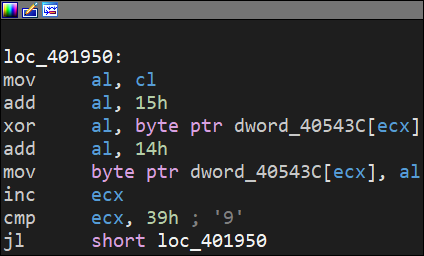 loc_401950:
mov al, cl
add al, 15h
xor al, byte ptr dword_40543C[ecx]
add al, 14h
mov byte ptr dword_40543C[ecx], al
inc ecx
cmp ecx, 39h ; '9'
jl short loc_401950